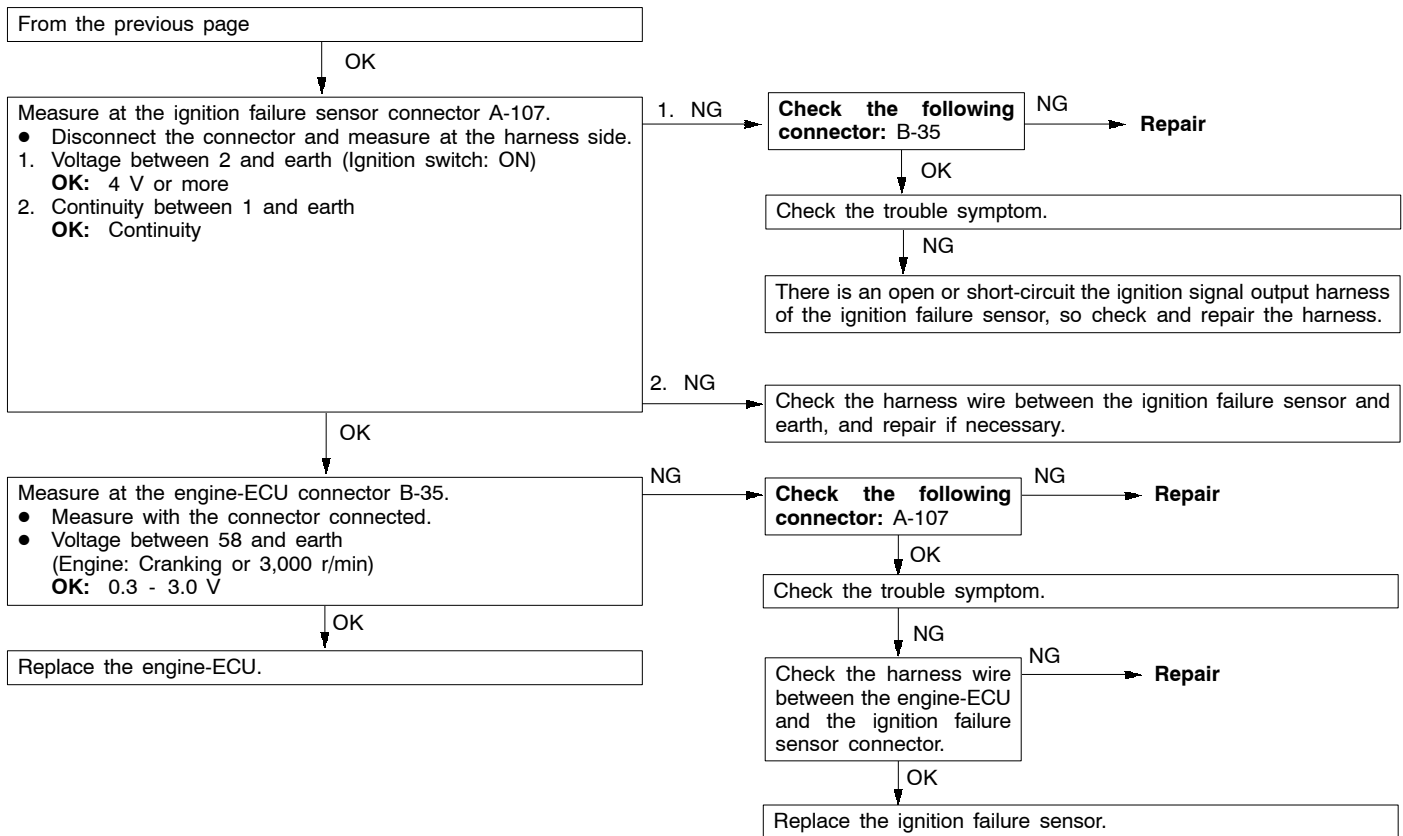 From the previous page
OK
Measure at the ignition failure sensor connector A-107.
● Disconnect the connector and measure at the harness side.
1. Voltage between 2 and earth (Ignition switch: ON)
OK: 4 V or more
2. Continuity between 1 and earth
OK: Continuity
1. NG
Check the following
connector: B-35
NG
Repair
OK
Check the trouble symptom.
NG
There is an open or short-circuit the ignition signal output harness
of the ignition failure sensor, so check and repair the harness.
2. NG
Check the harness wire between the ignition failure sensor and
earth, and repair if necessary.
OK
Measure at the engine-ECU connector B-35.
● Measure with the connector connected.
● Voltage between 58 and earth
(Engine: Cranking or 3,000 r/min)
OK: 0.3 - 3.0 V
NG
Check the following
connector: A-107
NG
Repair
OK
Check the trouble symptom.
NG
Check the harness wire
between the engine-ECU
and the ignition failure
sensor connector.
NG
Repair
OK
Replace the ignition failure sensor.
OK
Replace the engine-ECU.